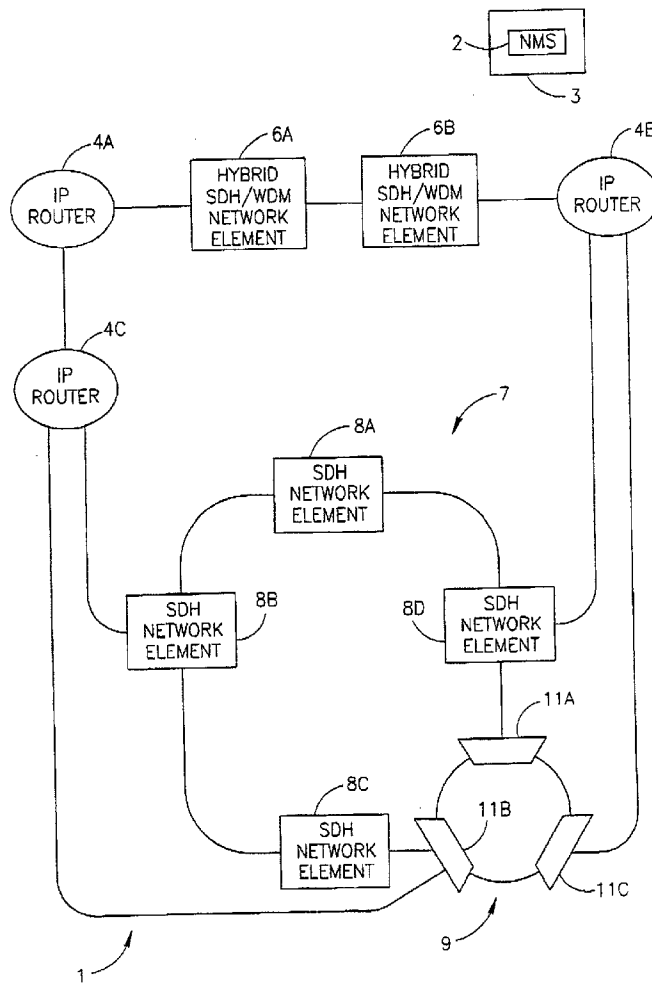 2
NMS
3
4A
6A
6B
4B
IP
ROUTER
HYBRID
SDH/WDM
NETWORK
ELEMENT
HYBRID
SDH/WDM
NETWORK
ELEMENT
IP
ROUTER
4C
IP
ROUTER
7
8A
SDH
NETWORK
ELEMENT
SDH
NETWORK
ELEMENT
8B
8D
SDH
NETWORK
ELEMENT
11A
8C
11B
SDH
NETWORK
ELEMENT
11C
1
9